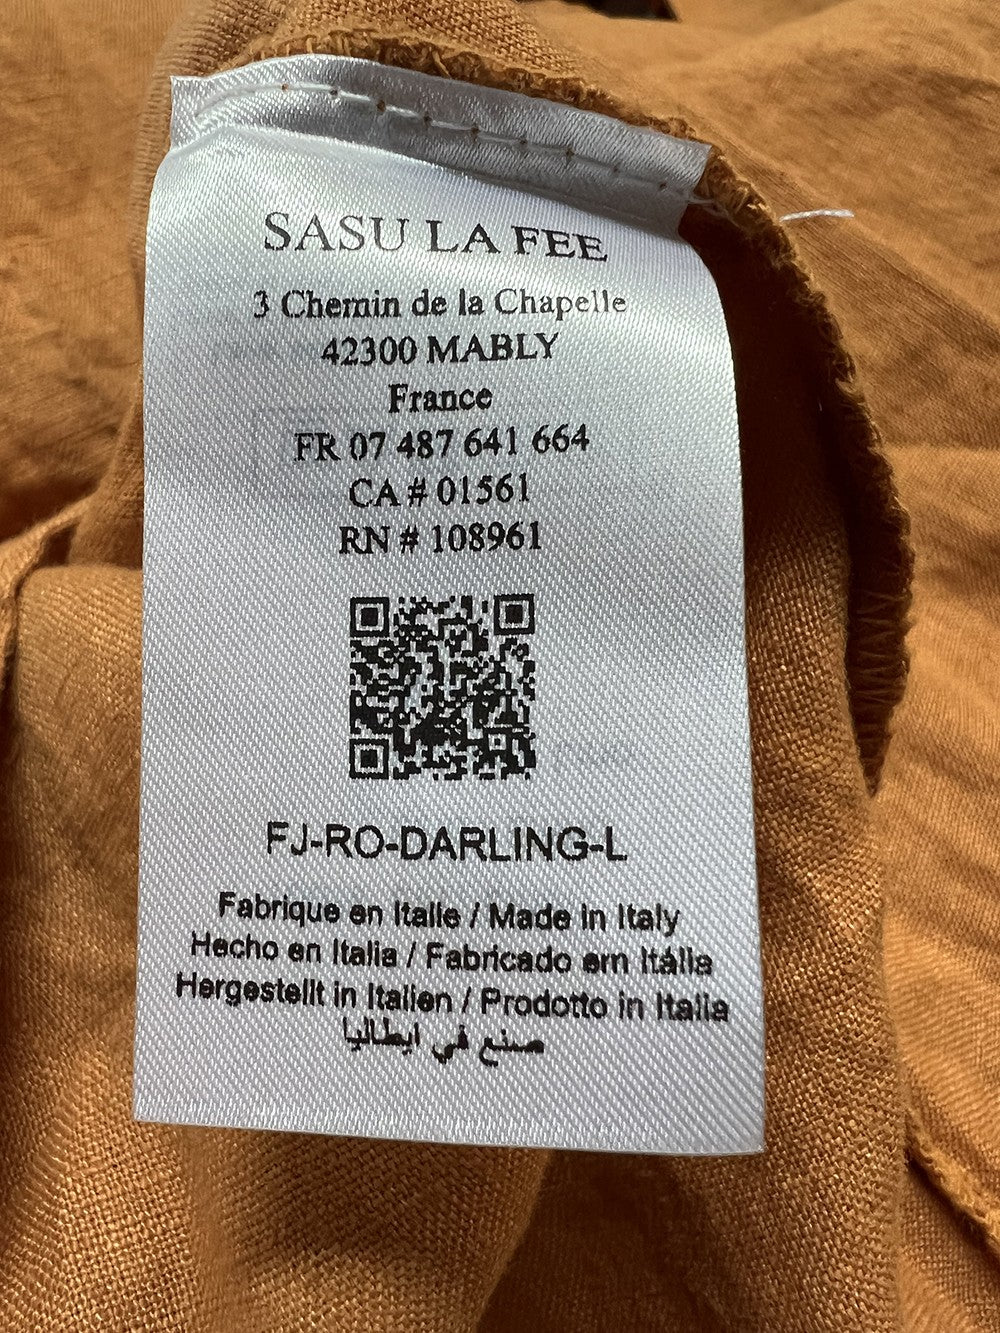 SASU LA FEE
3 Chemin de la Chapelle
42300 MABLY
France
FR 07 487 641 664
CA # 01561
RN # 108961
FJ-RO-DARLING-L
Fabrique en Italie / Made in Italy
Hecho en Italia / Fabricado em Itália
Hergestellt in Italien / Prodotto in Italia
صنع في ايطاليا